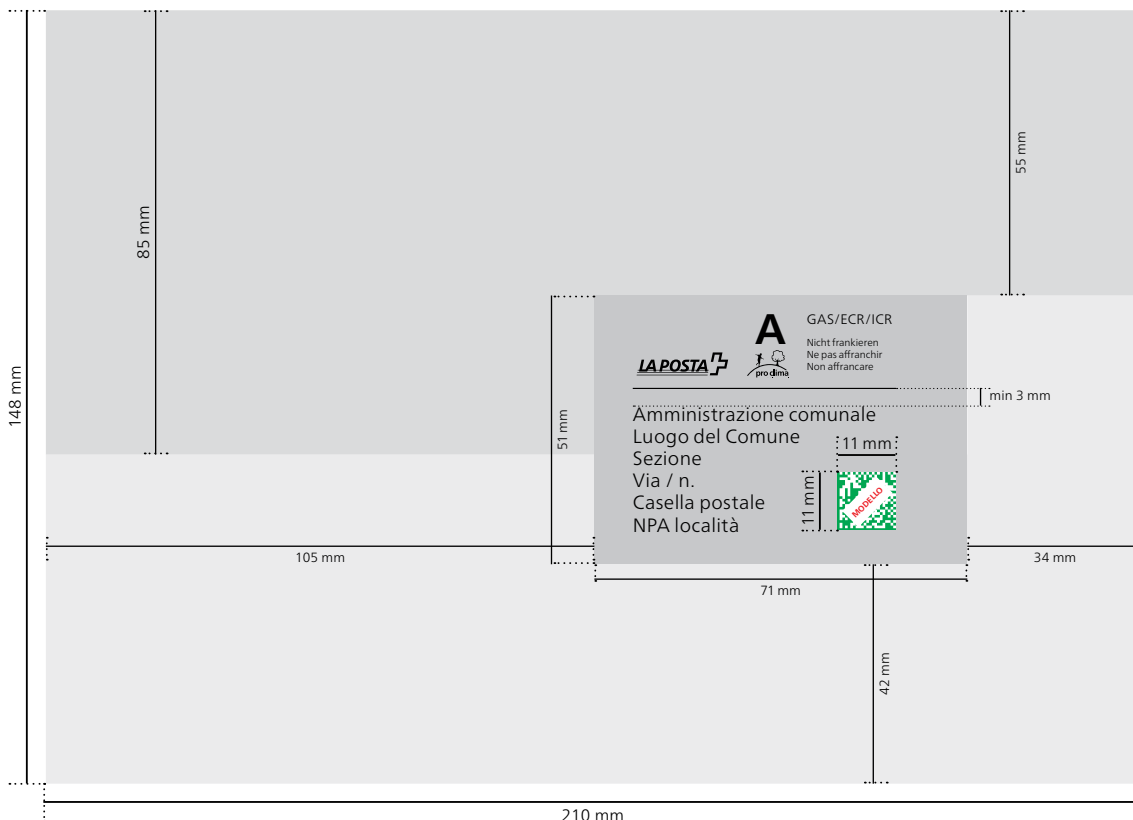 55 mm
85 mm
148 mm
A
GAS/ECR/ICR
Nicht frankieren
Ne pas affranchir
Non affrancare
LA POSTA
pro clima
min 3 mm
51 mm
Amministrazione comunale
Luogo del Comune
Sezione
Via / n.
Casella postale
NPA località
11 mm
11 mm
MODELLO
105 mm
34 mm
71 mm
42 mm
210 mm